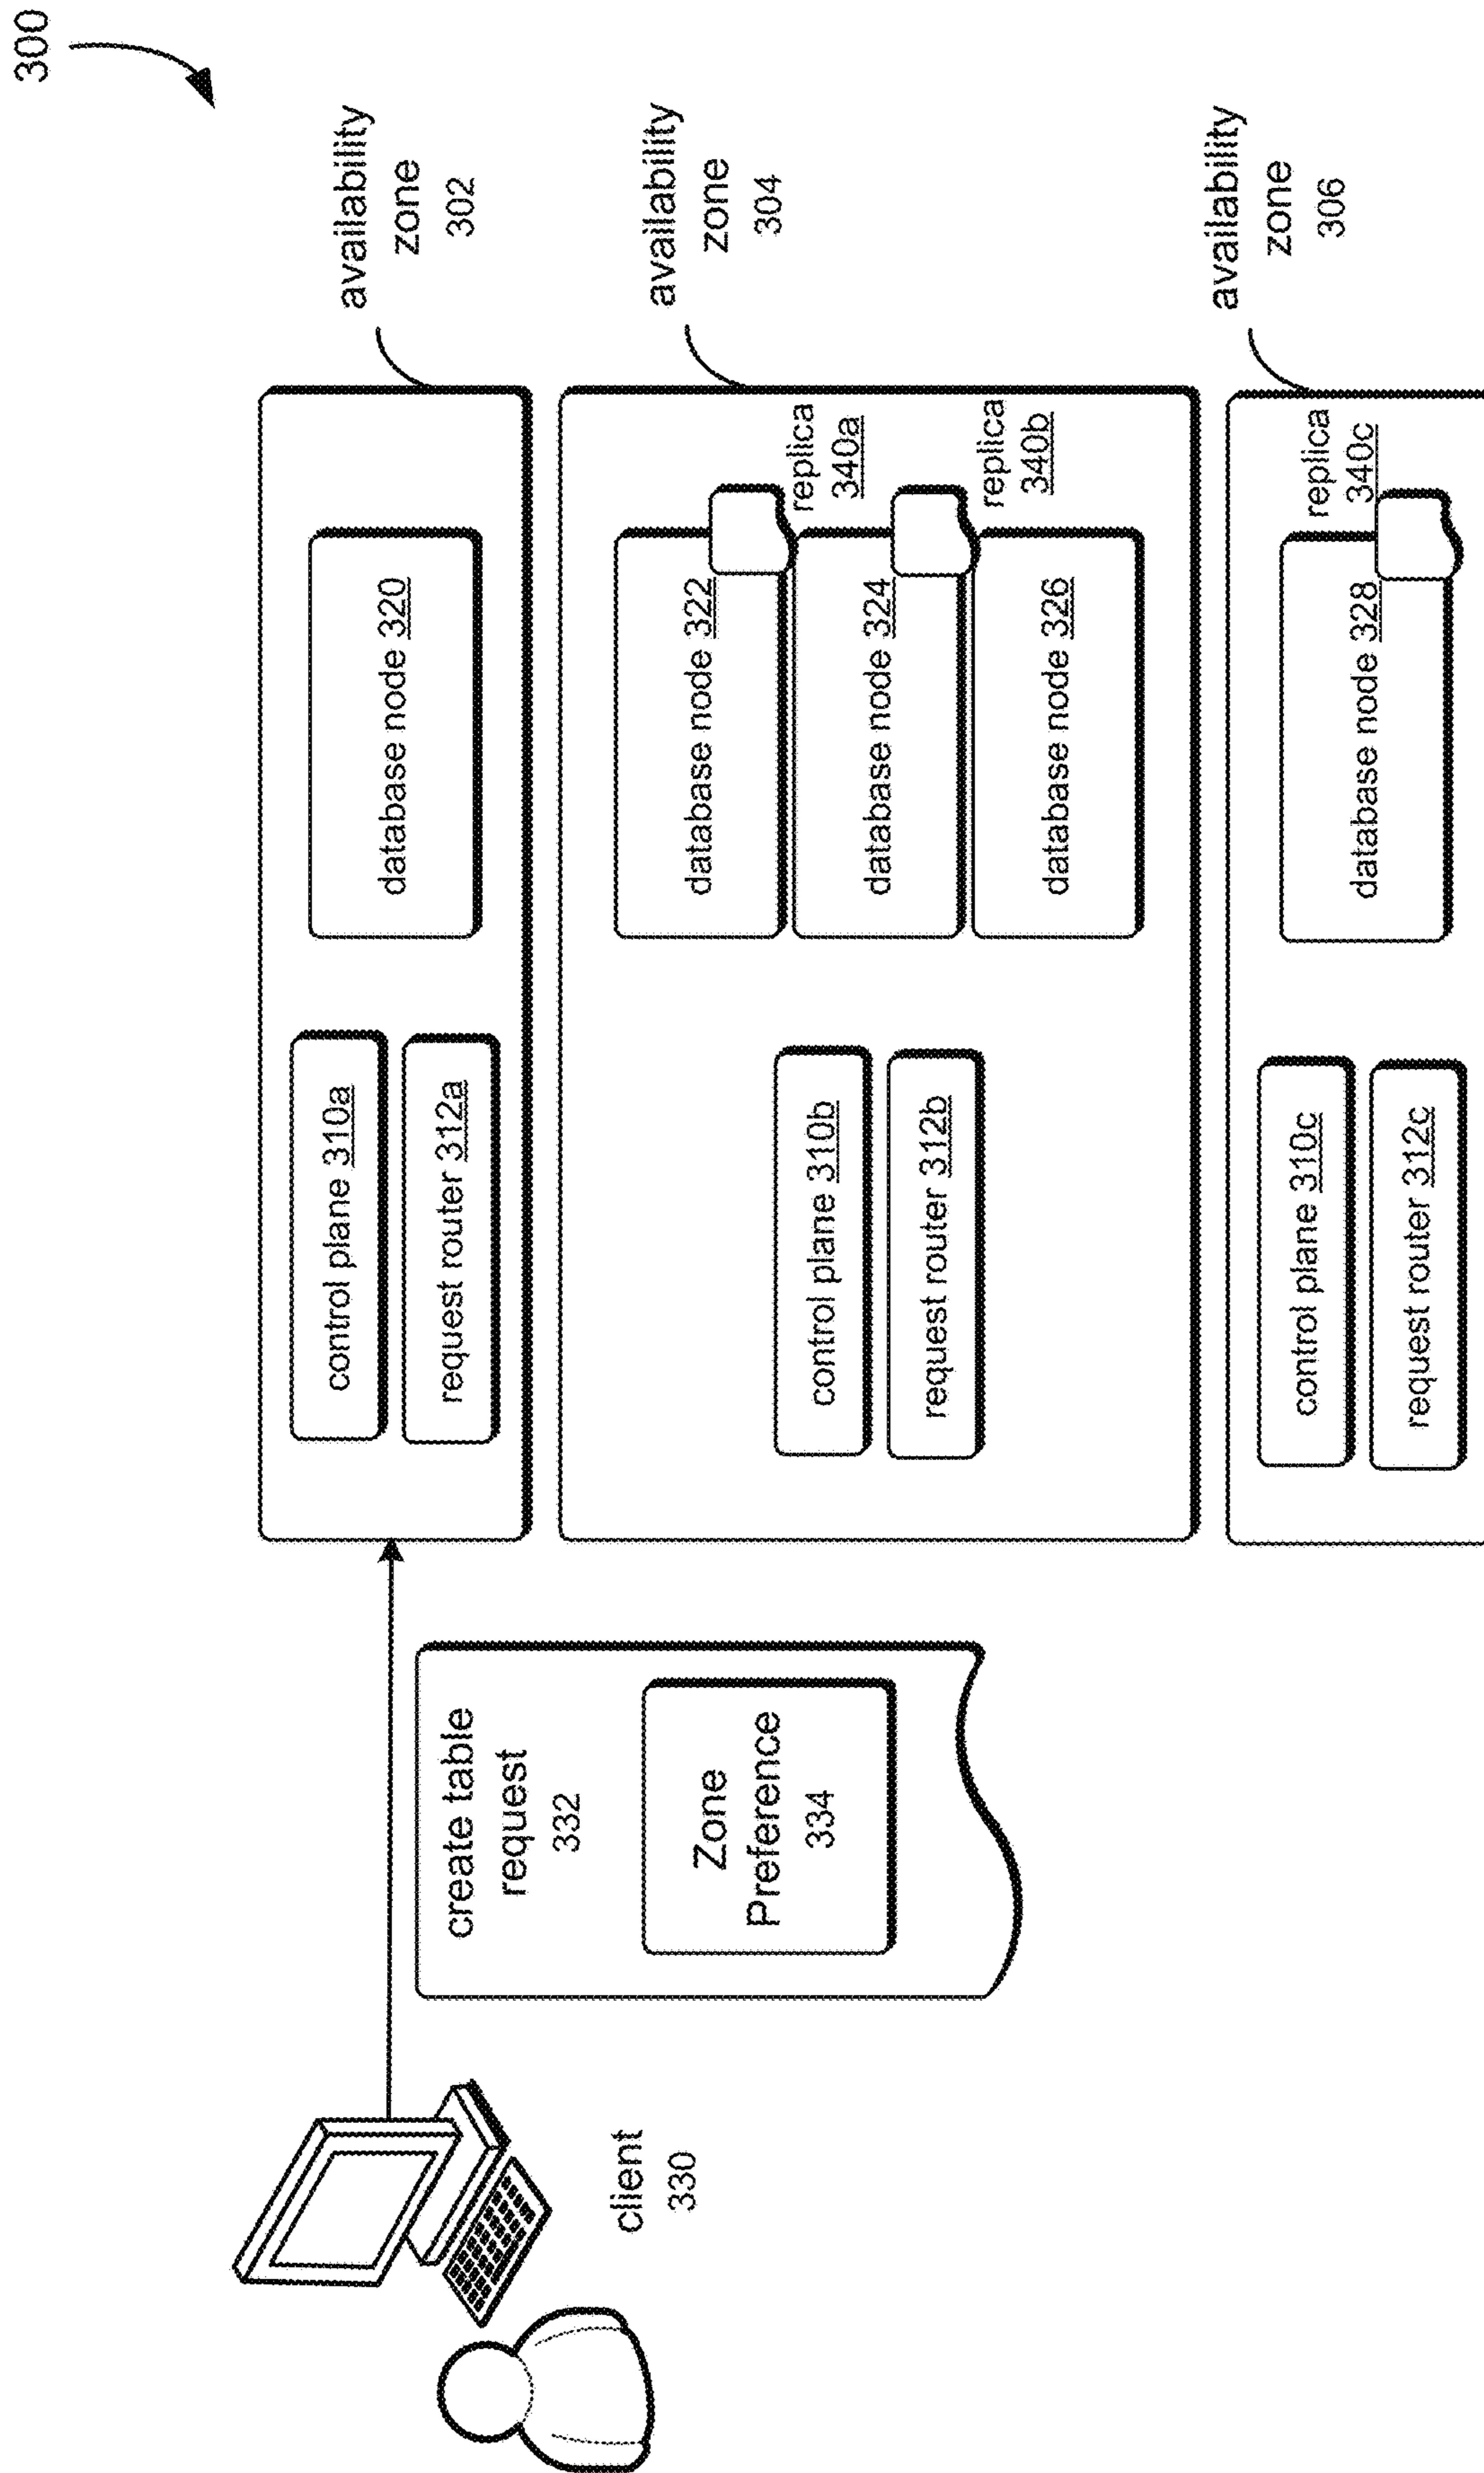 300
client
330
create table
request
332
Zone
Preference
334
control plane 310a
request router 312a
database node 320
availability
zone
302
control plane 310b
request router 312b
database node 322
replica
340a
database node 324
replica
340b
database node 326
availability
zone
304
control plane 310c
request router 312c
database node 328
replica
340c
availability
zone
306